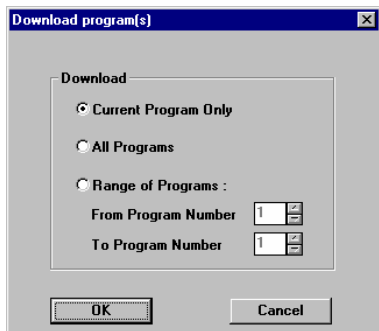 Download program(s)
Download
Current Program Only
All Programs
Range of Programs :
From Program Number 1
To Program Number 1
OK Cancel